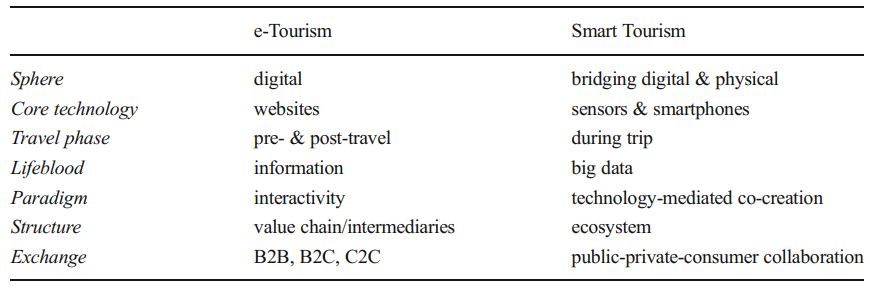 e-Tourism Smart Tourism
Sphere digital bridging digital & physical
Core technology websites sensors & smartphones
Travel phase pre- & post-travel during trip
Lifeblood information big data
Paradigm interactivity technology-mediated co-creation
Structure value chain/intermediaries ecosystem
Exchange B2B, B2C, C2C public-private-consumer collaboration